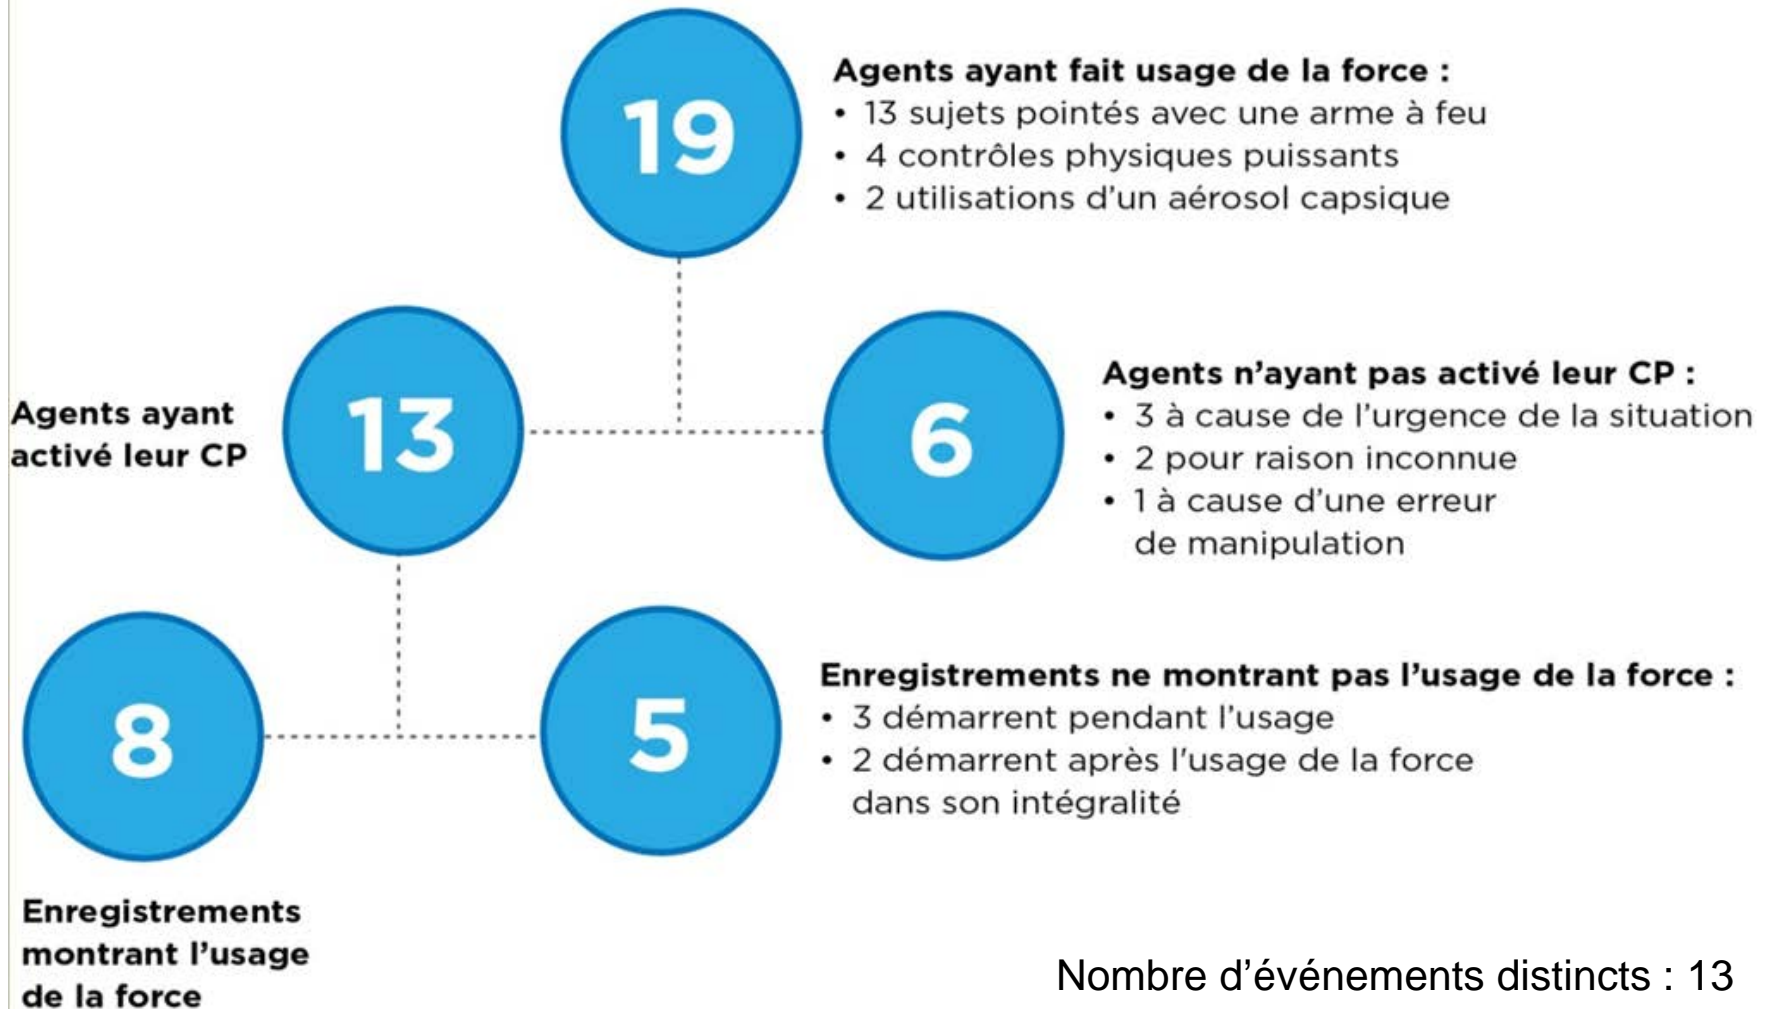 19
Agents ayant fait usage de la force :
• 13 sujets pointés avec une arme à feu
• 4 contrôles physiques puissants
• 2 utilisations d'un aérosol capsique
Agents ayant
activé leur CP
13
6
Agents n'ayant pas activé leur CP :
• 3 à cause de l'urgence de la situation
• 2 pour raison inconnue
• 1 à cause d'une erreur
de manipulation
8
Enregistrements
montrant l'usage
de la force
5
Enregistrements ne montrant pas l'usage de la force :
• 3 démarrent pendant l'usage
• 2 démarrent après l'usage de la force
dans son intégralité
Nombre d'événements distincts : 13